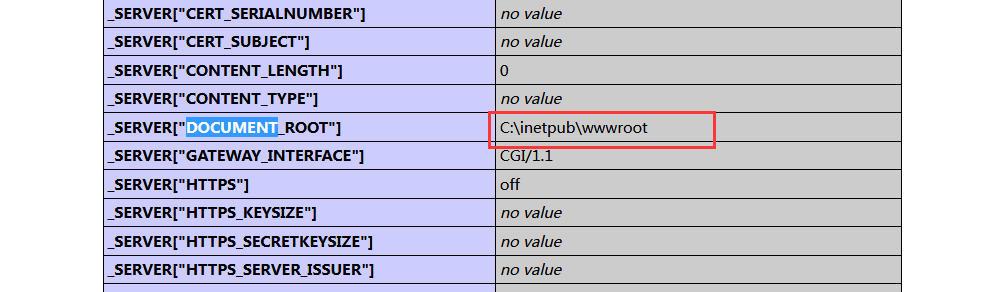 _SERVER["CERT_SERIALNUMBER"] no value
_SERVER["CERT_SUBJECT"] no value
_SERVER["CONTENT_LENGTH"] 0
_SERVER["CONTENT_TYPE"] no value
_SERVER["DOCUMENT_ROOT"] C:\inetpub\wwwroot
_SERVER["GATEWAY_INTERFACE"] CGI/1.1
_SERVER["HTTPS"] off
_SERVER["HTTPS_KEYSIZE"] no value
_SERVER["HTTPS_SECRETKEYSIZE"] no value
_SERVER["HTTPS_SERVER_ISSUER"] no value